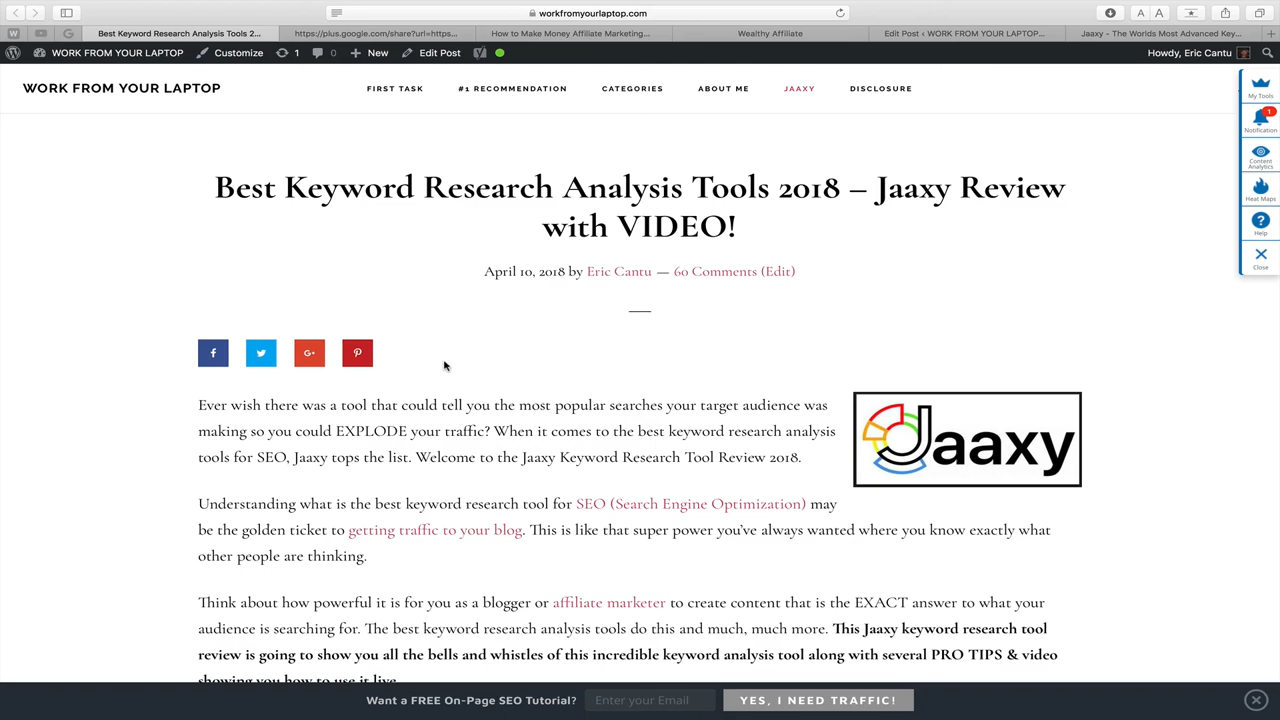 workfromyourlaptop.com
A A
Best Keyword Research Analysis Tools 2...
https://plus.google.com/share?url=https...
How to Make Money Affiliate Marketing...
Wealthy Affiliate
Edit Post ‹ WORK FROM YOUR LAPTOP...
Jaaxy - The Worlds Most Advanced Key...
WORK FROM YOUR LAPTOP Customize 1 0 New Edit Post Howdy, Eric Cantu
WORK FROM YOUR LAPTOP
FIRST TASK #1 RECOMMENDATION CATEGORIES ABOUT ME JAAXY DISCLOSURE
My Tools
1
Notification
Content
Analytics
Heat Maps
Help
Close
Best Keyword Research Analysis Tools 2018 – Jaaxy Review
with VIDEO!
April 10, 2018 by Eric Cantu — 60 Comments (Edit)
Ever wish there was a tool that could tell you the most popular searches your target audience was
making so you could EXPLODE your traffic? When it comes to the best keyword research analysis
tools for SEO, Jaaxy tops the list. Welcome to the Jaaxy Keyword Research Tool Review 2018.
Jaaxy
Understanding what is the best keyword research tool for SEO (Search Engine Optimization) may
be the golden ticket to getting traffic to your blog. This is like that super power you've always wanted where you know exactly what
other people are thinking.
Think about how powerful it is for you as a blogger or affiliate marketer to create content that is the EXACT answer to what your
audience is searching for. The best keyword research analysis tools do this and much, much more. This Jaaxy keyword research tool
review is going to show you all the bells and whistles of this incredible keyword analysis tool along with several PRO TIPS & video
showing you how to use it live.
Want a FREE On-Page SEO Tutorial? Enter your Email YES, I NEED TRAFFIC!